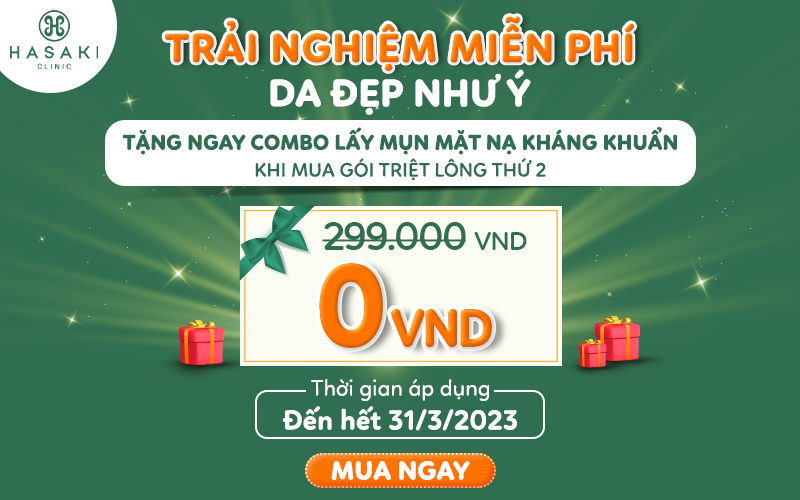 HASAKI
CLINIC
TRẢI NGHIỆM MIỄN PHÍ
DA ĐẸP NHƯ Ý
TẶNG NGAY COMBO LẤY MỤN MẶT NẠ KHÁNG KHUẨN
KHI MUA GÓI TRIỆT LÔNG THỨ 2
299.000 VND
0 VND
Thời gian áp dụng
Đến hết 31/3/2023
MUA NGAY